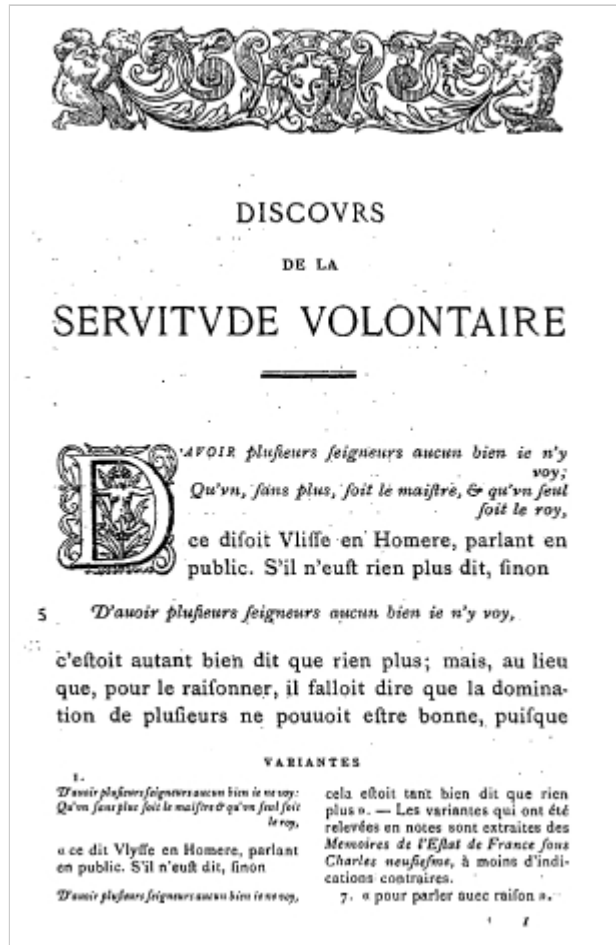 DISCOVRS
DE LA
SERVITVDE VOLONTAIRE
D'AVOIR pluſieurs ſeigneurs aucun bien ie n'y
voy;
Qu'vn, ſans plus, ſoit le maiſtre, & qu'vn ſeul
ſoit le roy,
ce diſoit Vliſſe en Homere, parlant en
public. S'il n'euſt rien plus dit, ſinon
5 D'auoir pluſieurs ſeigneurs aucun bien ie n'y voy,
c'eſtoit autant bien dit que rien plus; mais, au lieu
que, pour le raiſonner, il falloit dire que la domina-
tion de pluſieurs ne pouuoit eſtre bonne, puiſque
VARIANTES
1.
D'auoir pluſieurs ſeigneurs aucun bien ie ne voy:
Qu'vn ſans plus ſoit le maiſtre & qu'vn ſeul ſoit
le roy,
« ce dit Vlyſſe en Homere, parlant
en public. S'il n'euſt dit, ſinon
D'auoir pluſieurs ſeigneurs aucun bien ie ne voy,
cela eſtoit tant bien dit que rien
plus ». — Les variantes qui ont été
relevées en notes sont extraites des
Memoires de l'Eſtat de France ſous
Charles neufieſme, à moins d'indi-
cations contraires.
7. « pour parler auec raiſon ».
1